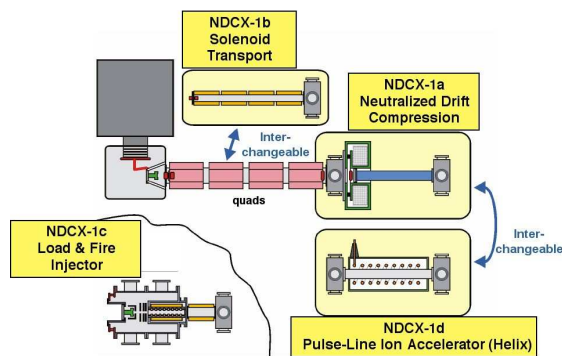 NDCX-1b
Solenoid
Transport
NDCX-1a
Neutralized Drift
Compression
Inter-
changeable
quads
NDCX-1c
Load & Fire
Injector
Inter-
changeable
NDCX-1d
Pulse-Line Ion Accelerator (Helix)